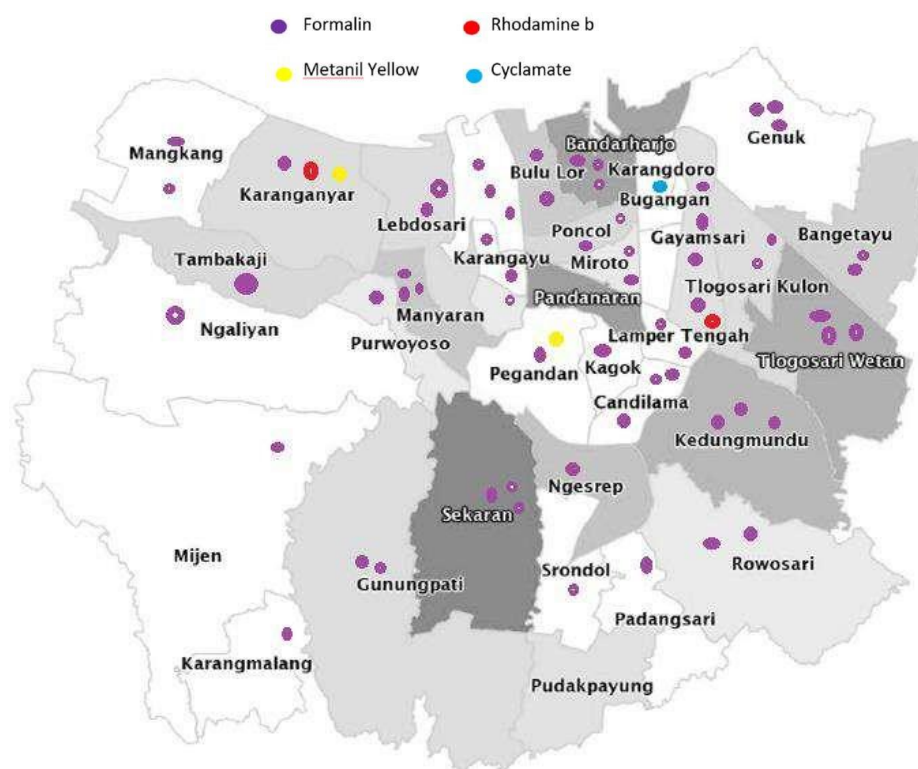 Formalin
Rhodamine b
Metanil Yellow
Cyclamate
Genuk
Mangkang
Bandarharjo
Bulu Lor
Karangdoro
Karanganyar
Bugangan
Lebdosari
Poncol
Gayamsari
Bangetayu
Tambakaji
Karangayu
Miroto
Tlogosari Kulon
Pandanaran
Manyaran
Ngaliyan
Purwoyoso
Lamper Tengah
Tlogosari Wetan
Pegandan
Kagok
Candilama
Kedungmundu
Ngesrep
Sekaran
Mijen
Gunungpati
Srondol
Rowosari
Padangsari
Karangmalang
Pudakpayung